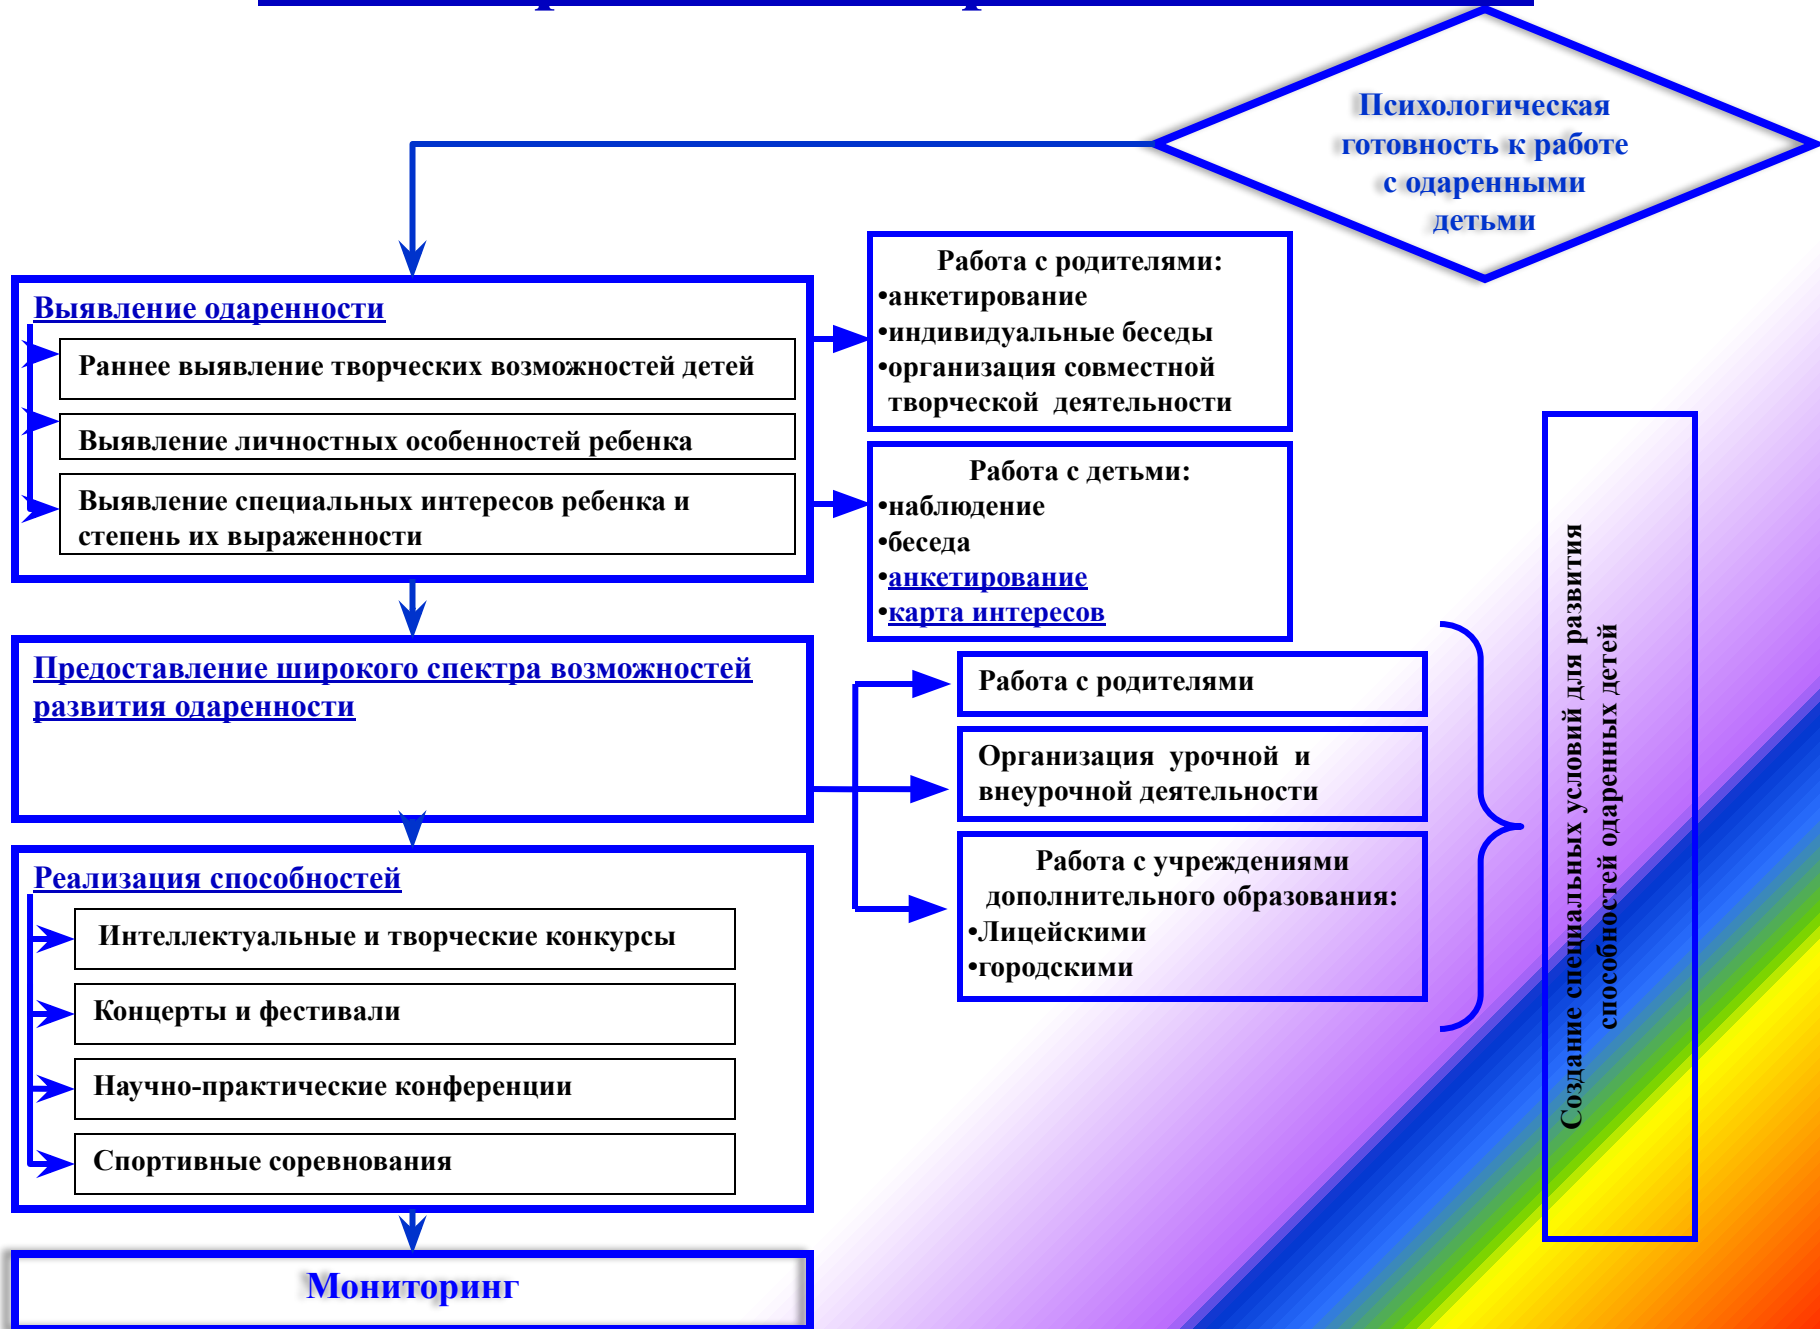 Психологическая
готовность к работе
с одаренными
детьми
Выявление одаренности
Раннее выявление творческих возможностей детей
Выявление личностных особенностей ребенка
Выявление специальных интересов ребенка и
степень их выраженности
Работа с родителями:
•анкетирование
•индивидуальные беседы
•организация совместной
творческой деятельности
Работа с детьми:
•наблюдение
•беседа
•анкетирование
•карта интересов
Предоставление широкого спектра возможностей
развития одаренности
Работа с родителями
Организация урочной и
внеурочной деятельности
Работа с учреждениями
дополнительного образования:
•Лицейскими
•городскими
Создание специальных условий для развития
способностей одаренных детей
Реализация способностей
Интеллектуальные и творческие конкурсы
Концерты и фестивали
Научно-практические конференции
Спортивные соревнования
Мониторинг